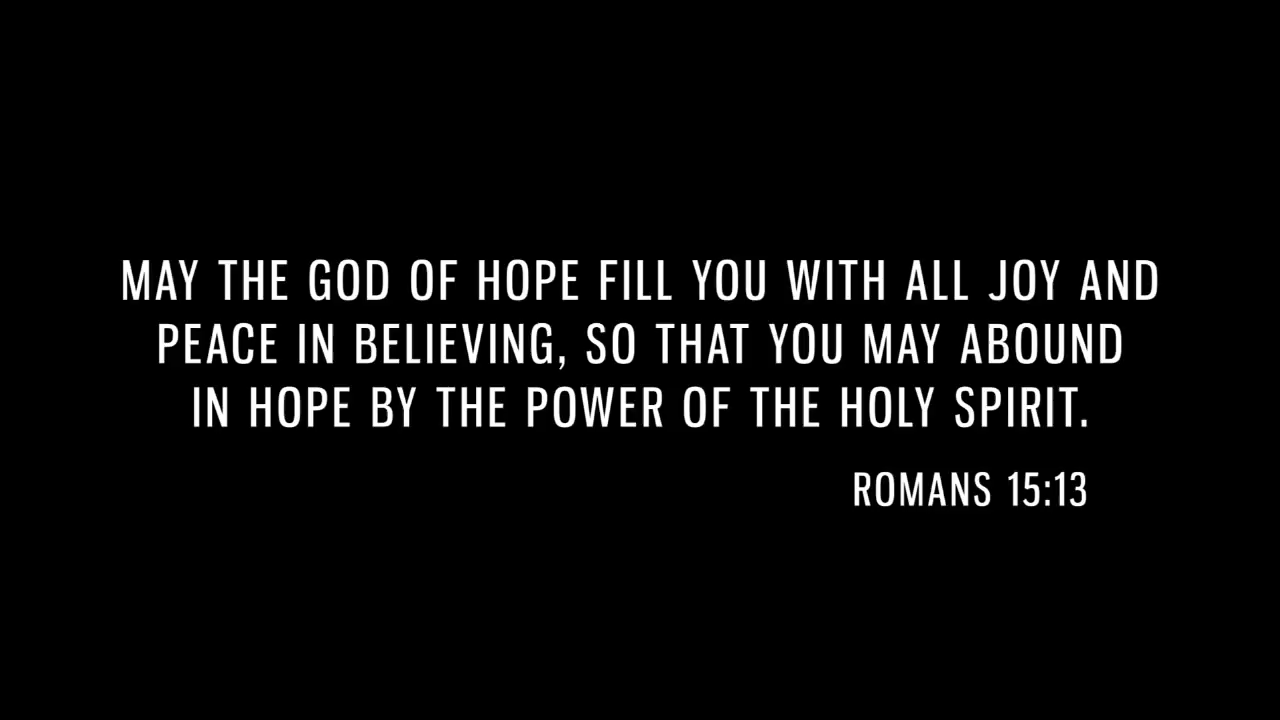 MAY THE GOD OF HOPE FILL YOU WITH ALL JOY AND
PEACE IN BELIEVING, SO THAT YOU MAY ABOUND
IN HOPE BY THE POWER OF THE HOLY SPIRIT.
ROMANS 15:13